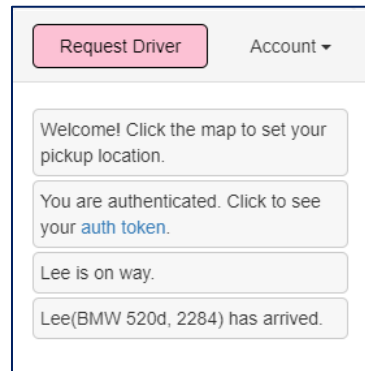 Request Driver
Account
Welcome! Click the map to set your
pickup location.
You are authenticated. Click to see
your auth token.
Lee is on way.
Lee(BMW 520d, 2284) has arrived.